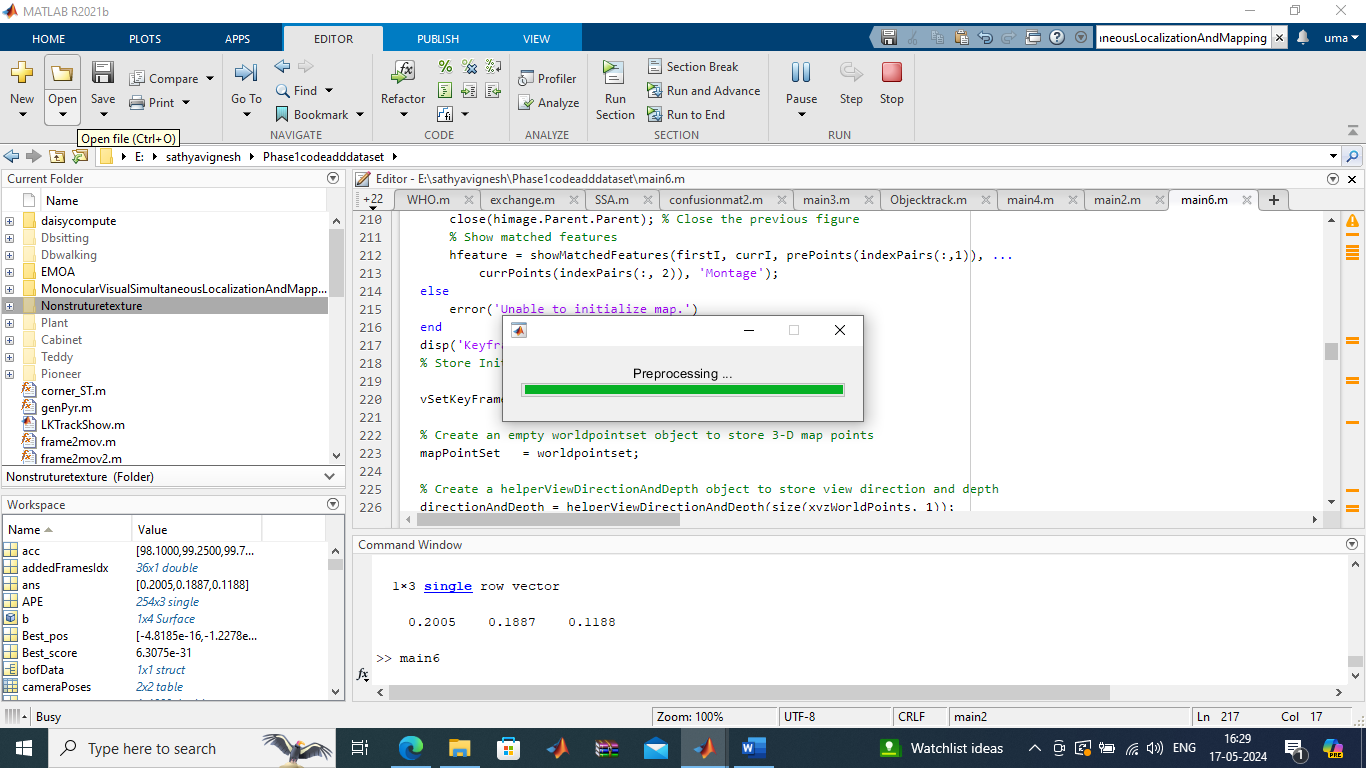 MATLAB R2021b
HOME PLOTS APPS EDITOR PUBLISH VIEW
neousLocalizationAndMapping
uma
New Open Save Compare Print
Go To Find Bookmark
Refactor
Profiler
Analyze
Run Section
Section Break
Run and Advance
Run to End
Pause Step Stop
NAVIGATE CODE ANALYZE SECTION RUN
Open file (Ctrl+O)
E: sathyavignesh Phase1codeadddataset
Current Folder
Name
daisycompute
Dbsitting
Dbwalking
EMOA
MonocularVisualSimultaneousLocalizationAndMapp...
Nonstruturetexture
Plant
Cabinet
Teddy
Pioneer
corner_ST.m
genPyr.m
LKTrackShow.m
frame2mov.m
frame2mov2.m
Nonstruturetexture (Folder)
Workspace
Name Value
acc [98.1000,99.2500,99.7...
addedFramesIdx 36x1 double
ans [0.2005,0.1887,0.1188]
APE 254x3 single
b 1x4 Surface
Best_pos [-4.8185e-16,-1.2278e...
Best_score 6.3075e-31
bofData 1x1 struct
cameraPoses 2x2 table
Editor - E:\sathyavignesh\Phase1codeadddataset\main6.m
+22 WHO.m exchange.m SSA.m confusionmat2.m main3.m Objecktrack.m main4.m main2.m main6.m
210 close(himage.Parent.Parent); % Close the previous figure
211 % Show matched features
212 hfeature = showMatchedFeatures(firstI, currI, prePoints(indexPairs(:,1)), ...
213 currPoints(indexPairs(:, 2)), 'Montage');
214 else
215 error('Unable to initialize map.')
216 end
217 disp('Keyfr
218 % Store Ini
219
220 vSetKeyFram
221
222 % Create an empty worldpointset object to store 3-D map points
223 mapPointSet = worldpointset;
224
225 % Create a helperViewDirectionAndDepth object to store view direction and depth
226 directionAndDepth = helperViewDirectionAndDepth(size(xyzWorldPoints, 1));
Preprocessing ...
Command Window
1×3 single row vector
0.2005 0.1887 0.1188
>> main6
fx
Busy
Zoom: 100% UTF-8 CRLF main2 Ln 217 Col 17
Type here to search
Watchlist ideas
ENG
16:29
17-05-2024
1
PRE